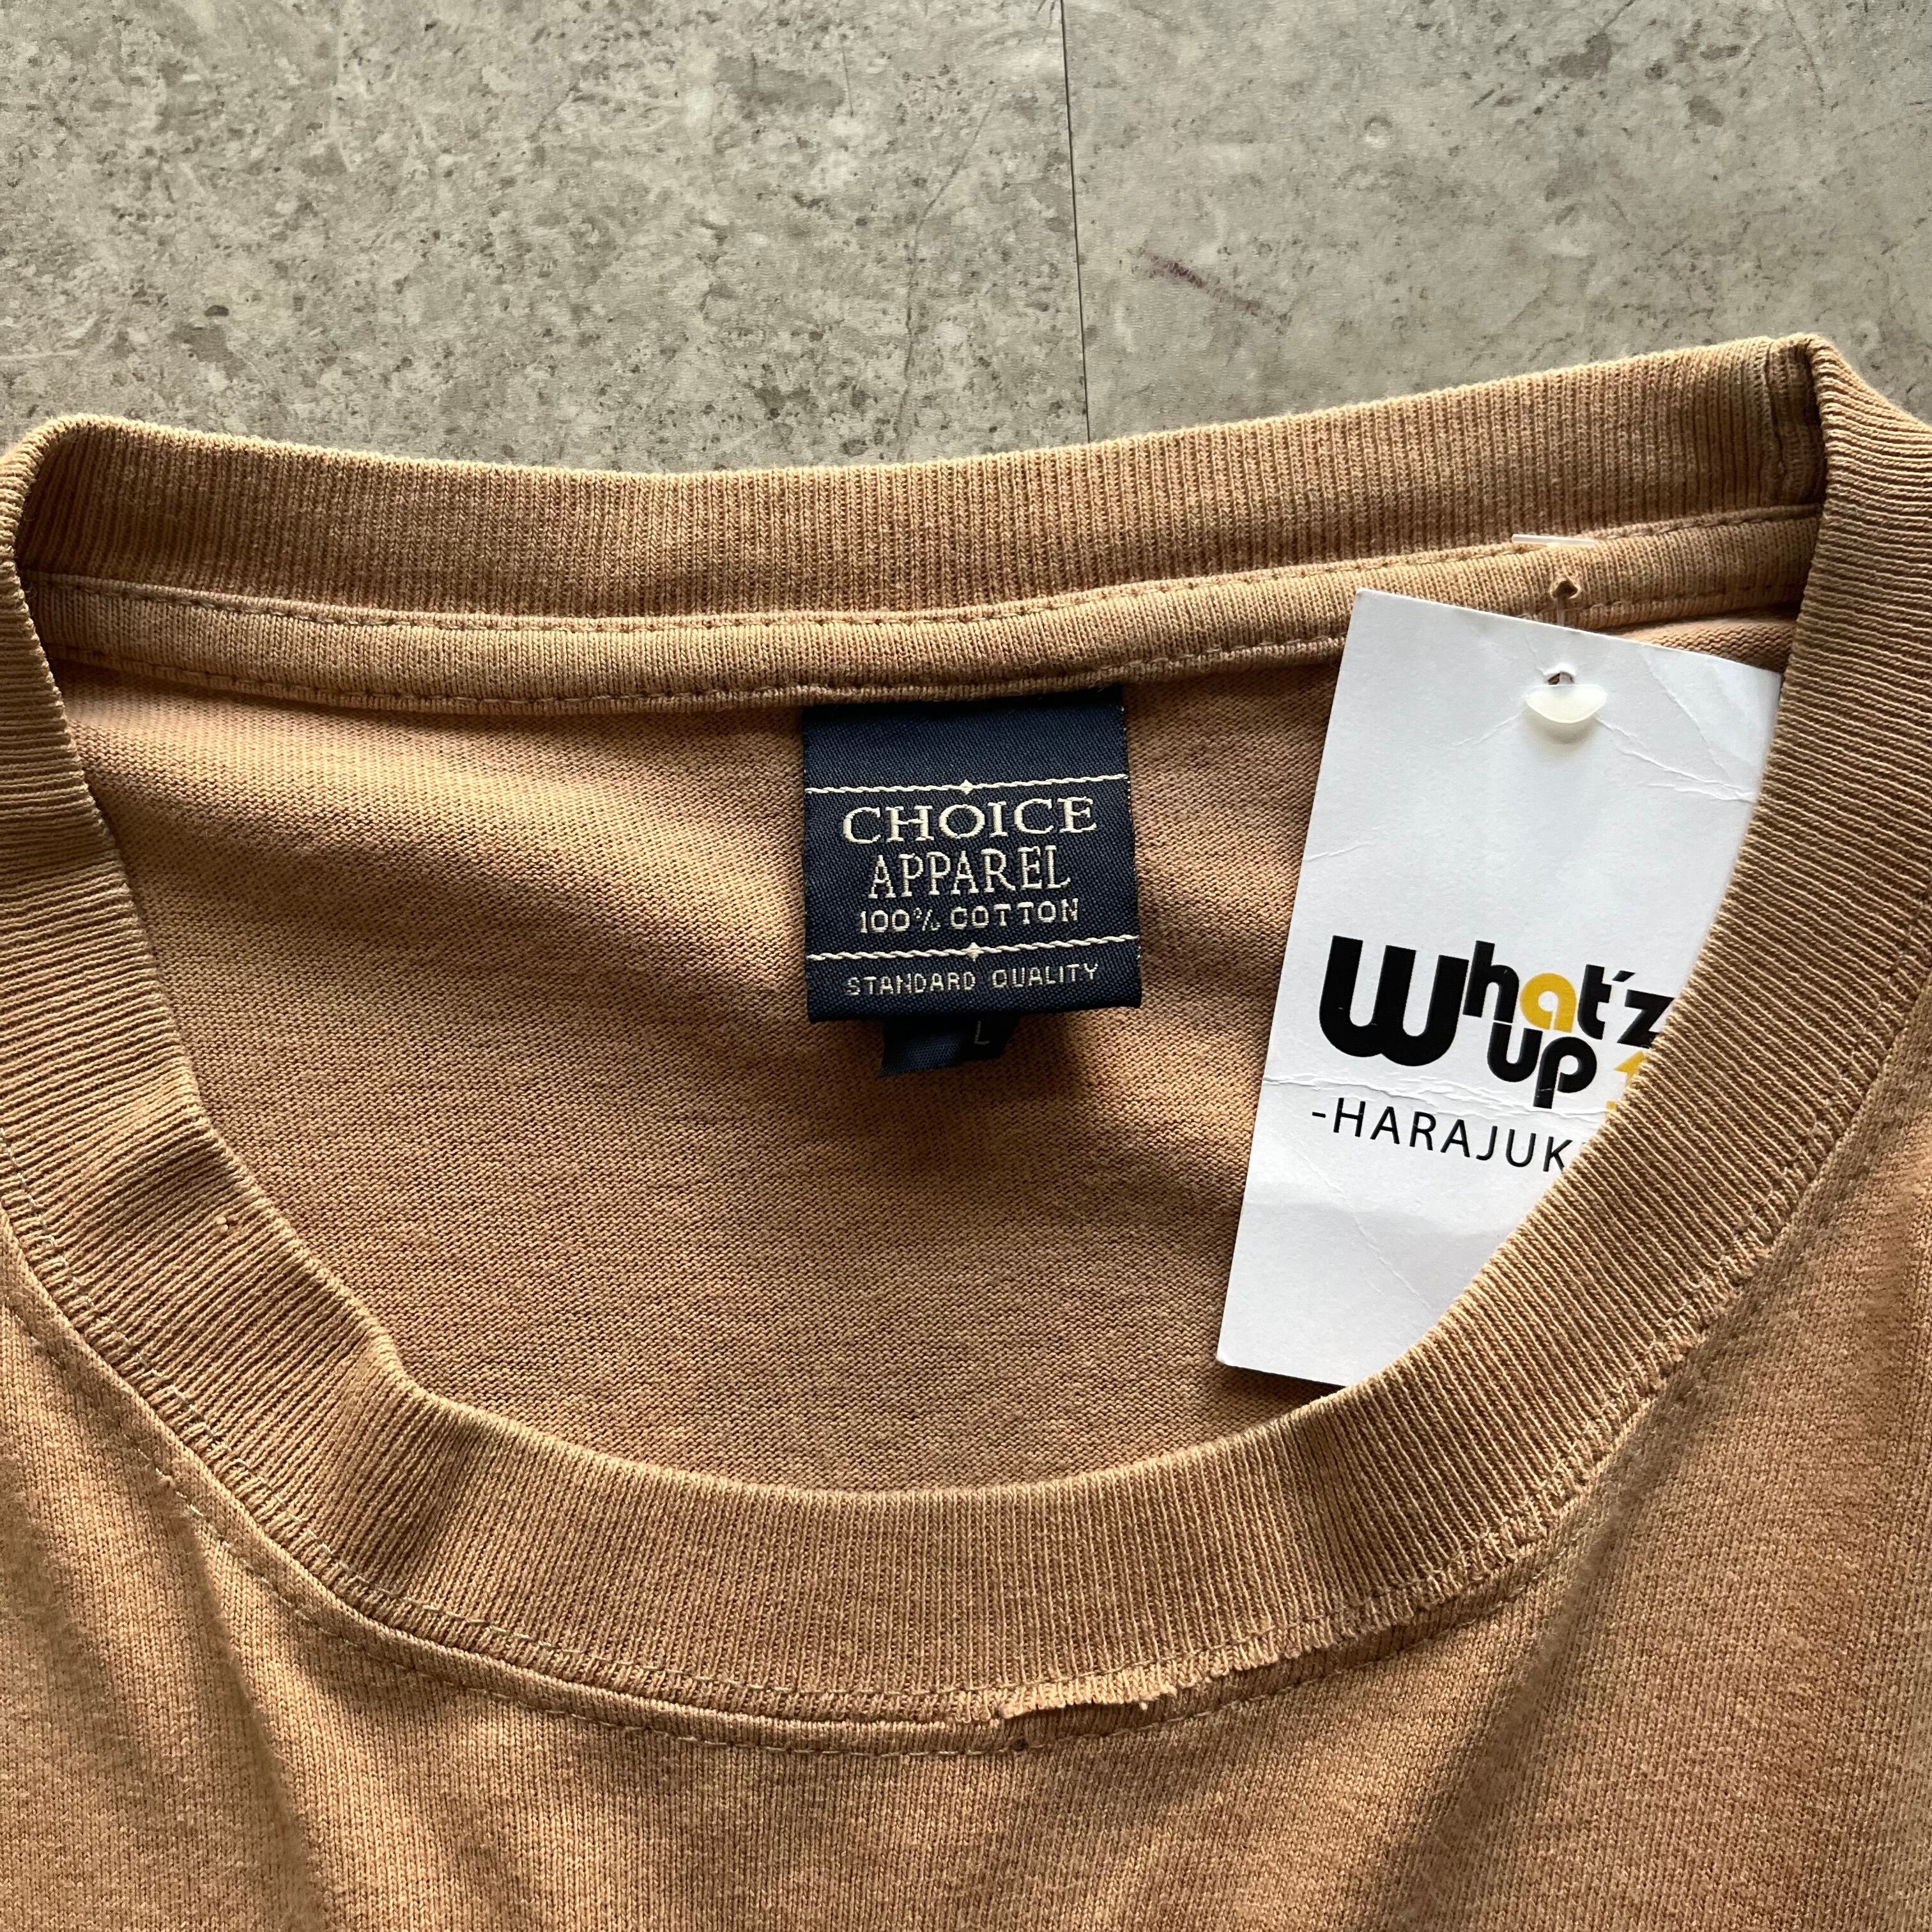 CHOICE
APPAREL
100% COTTON
STANDARD QUALITY
L
What'z
up
-HARAJUK